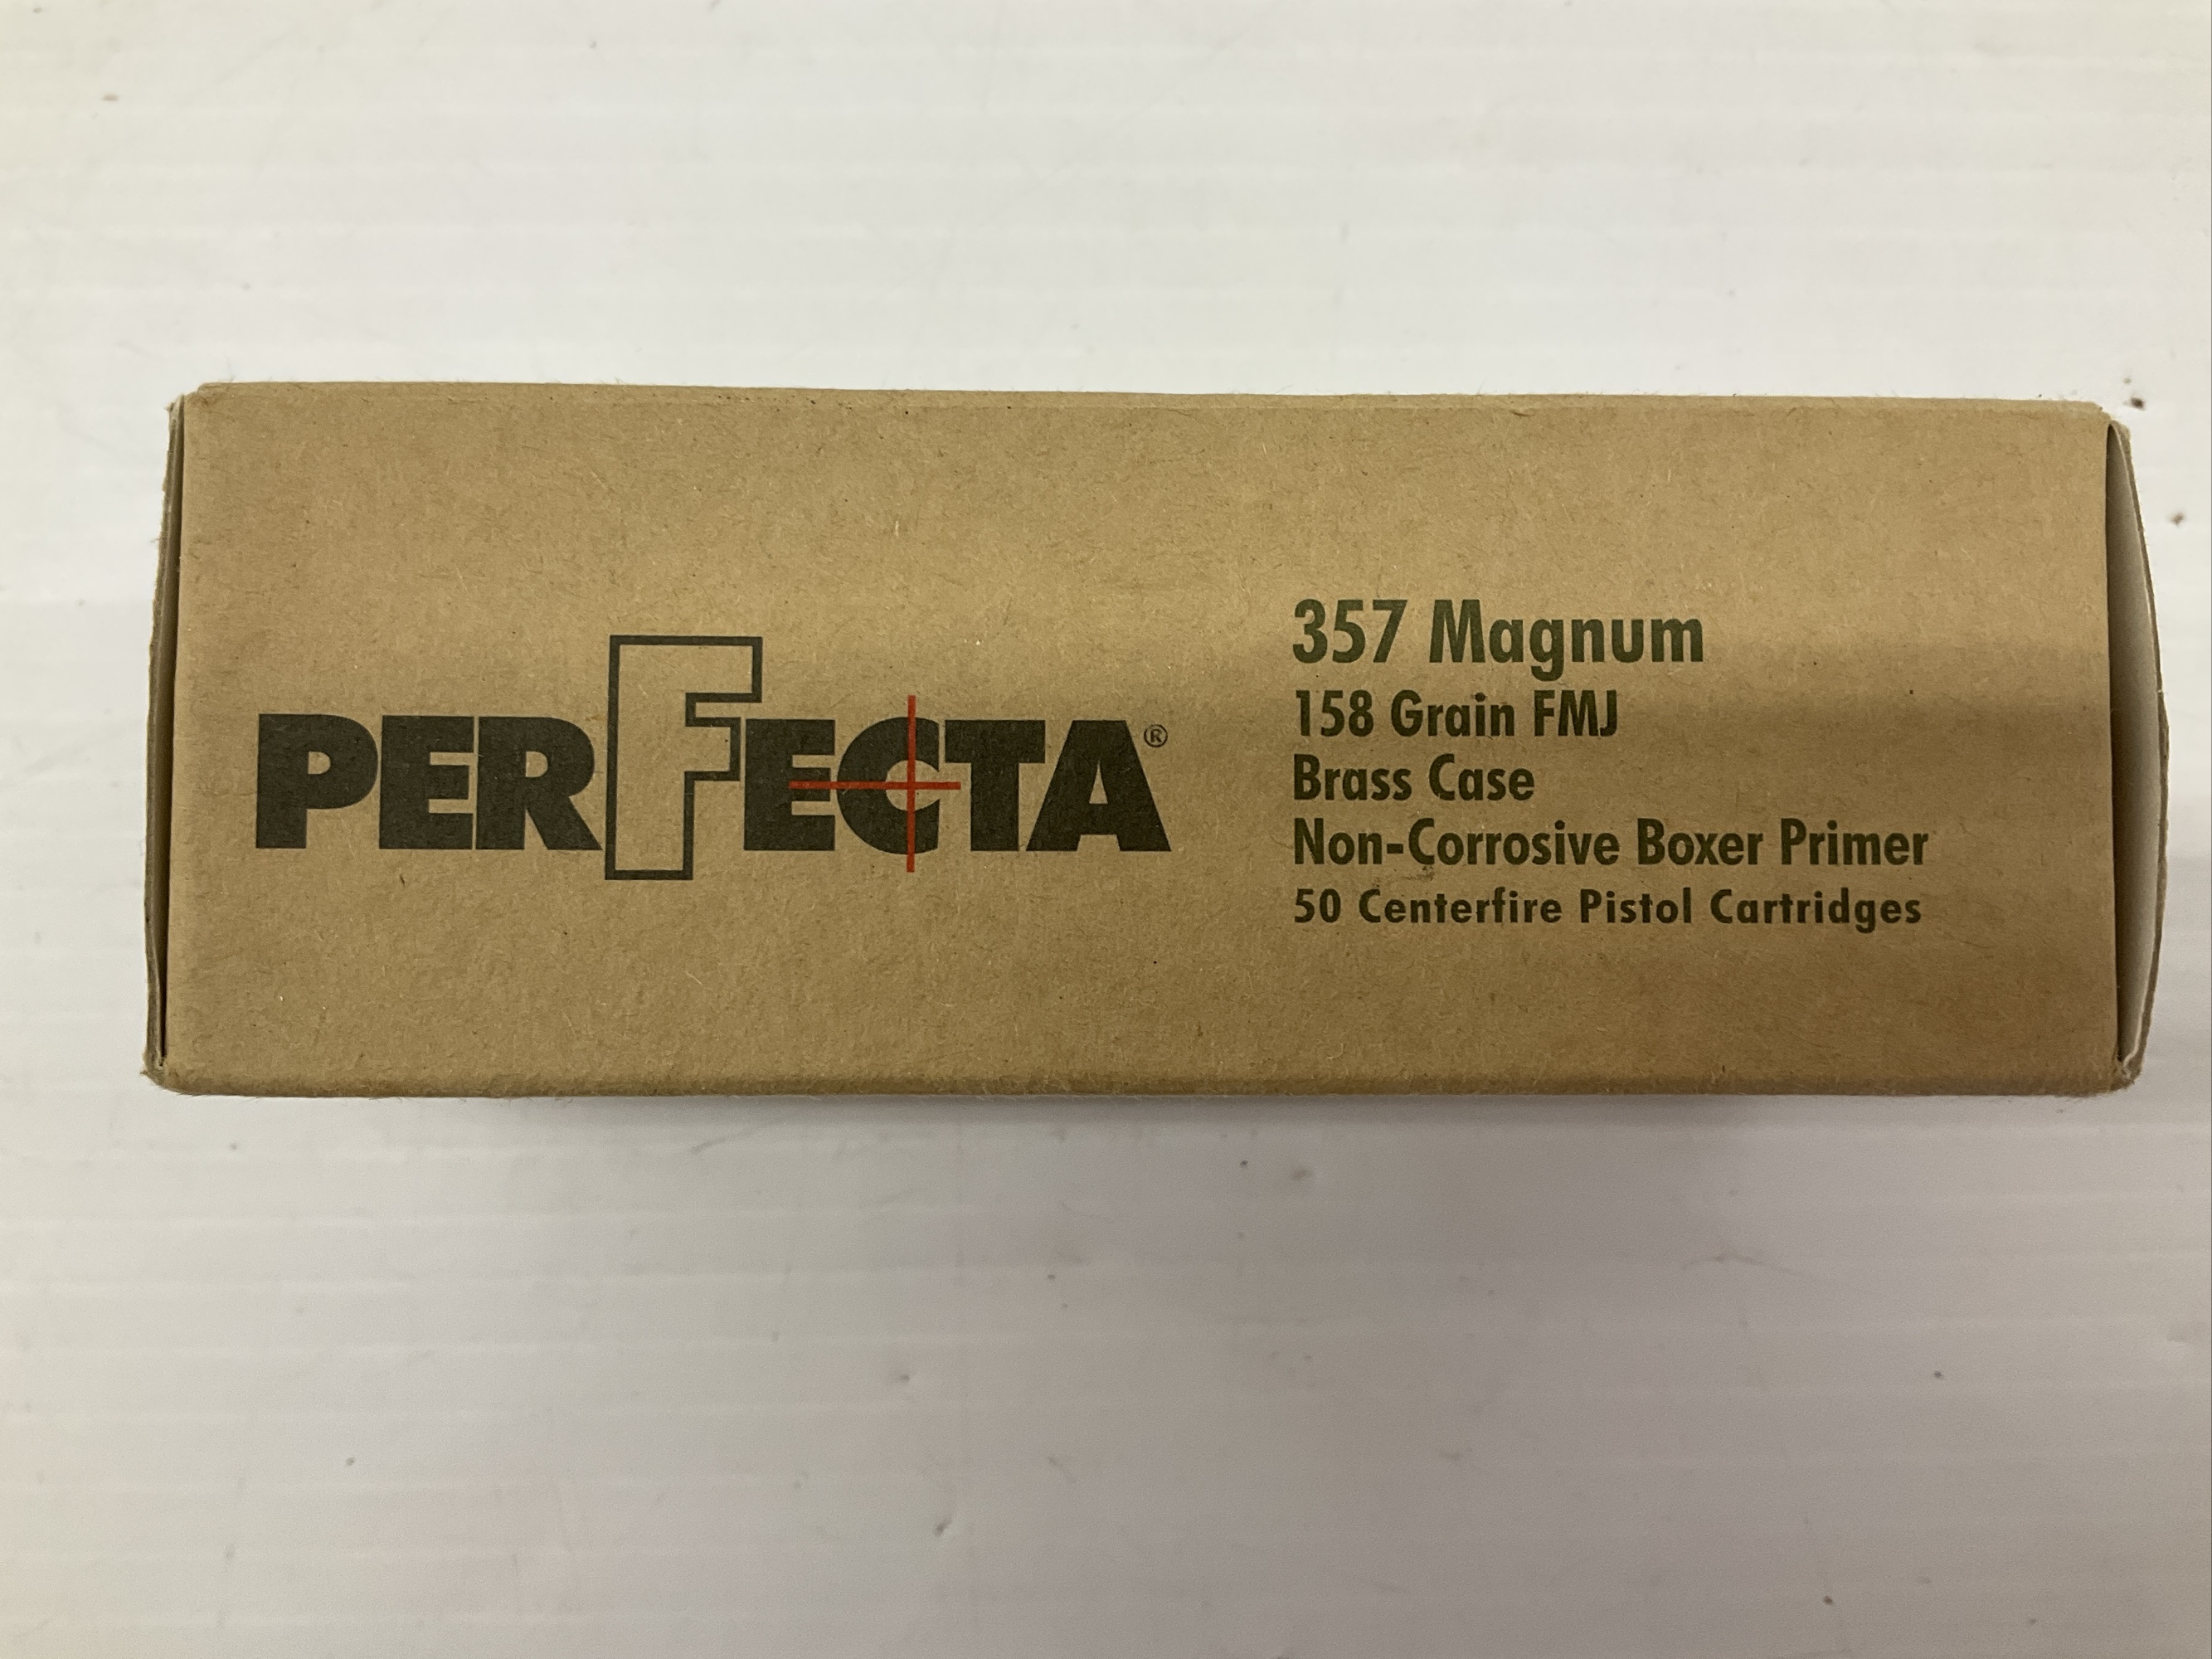 PERFECTA®
357 Magnum
158 Grain FMJ
Brass Case
Non-Corrosive Boxer Primer
50 Centerfire Pistol Cartridges